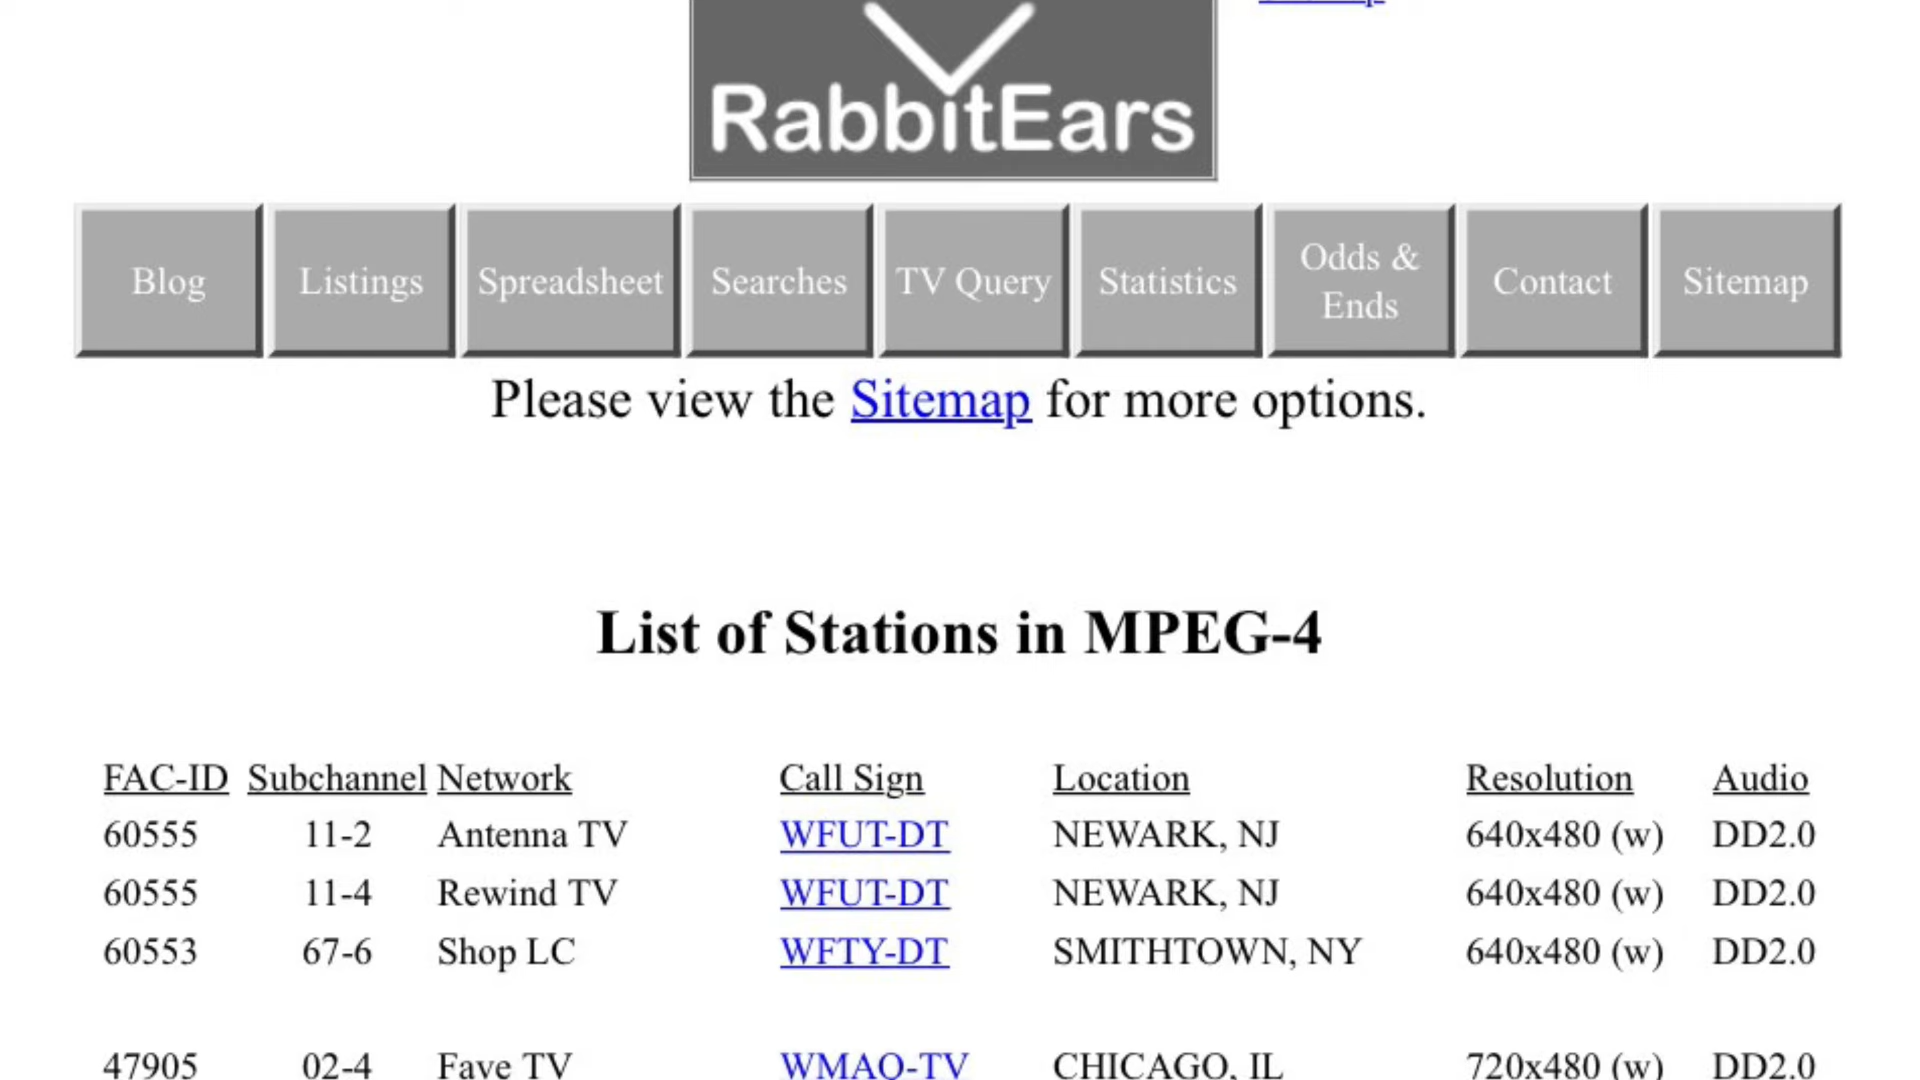 RabbitEars
Blog Listings Spreadsheet Searches TV Query Statistics Odds & Ends Contact Sitemap
Please view the Sitemap for more options.
List of Stations in MPEG-4
FAC-ID Subchannel Network Call Sign Location Resolution Audio
60555 11-2 Antenna TV WFUT-DT NEWARK, NJ 640x480 (w) DD2.0
60555 11-4 Rewind TV WFUT-DT NEWARK, NJ 640x480 (w) DD2.0
60553 67-6 Shop LC WFTY-DT SMITHTOWN, NY 640x480 (w) DD2.0
47905 02-4 Fave TV WMAQ-TV CHICAGO, IL 720x480 (w) DD2.0